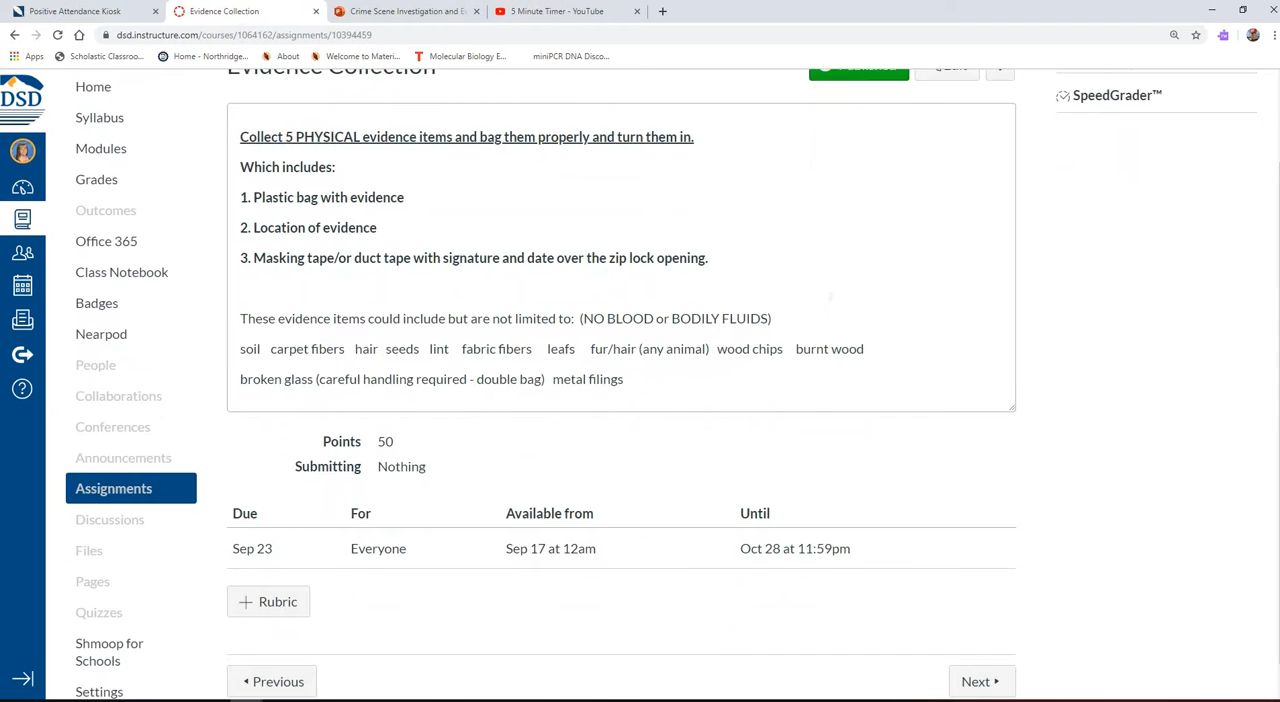 Positive Attendance Kiosk
Evidence Collection
Crime Scene Investigation and Ev
5 Minute Timer - YouTube
dsd.instructure.com/courses/1064162/assignments/10394459
Apps
Scholastic Classroo...
Home - Northridge...
About
Welcome to Materi...
Molecular Biology E...
miniPCR DNA Disco...
DSD
Home
Syllabus
Modules
Grades
Outcomes
Office 365
Class Notebook
Badges
Nearpod
People
Collaborations
Conferences
Announcements
Assignments
Discussions
Files
Pages
Quizzes
Shmoop for
Schools
Settings
Evidence Collection
Collect 5 PHYSICAL evidence items and bag them properly and turn them in.
Which includes:
1. Plastic bag with evidence
2. Location of evidence
3. Masking tape/or duct tape with signature and date over the zip lock opening.
These evidence items could include but are not limited to: (NO BLOOD or BODILY FLUIDS)
soil carpet fibers hair seeds lint fabric fibers leafs fur/hair (any animal) wood chips burnt wood
broken glass (careful handling required - double bag) metal filings
Points 50
Submitting Nothing
Due For Available from Until
Sep 23 Everyone Sep 17 at 12am Oct 28 at 11:59pm
+ Rubric
Previous
Next
SpeedGrader™